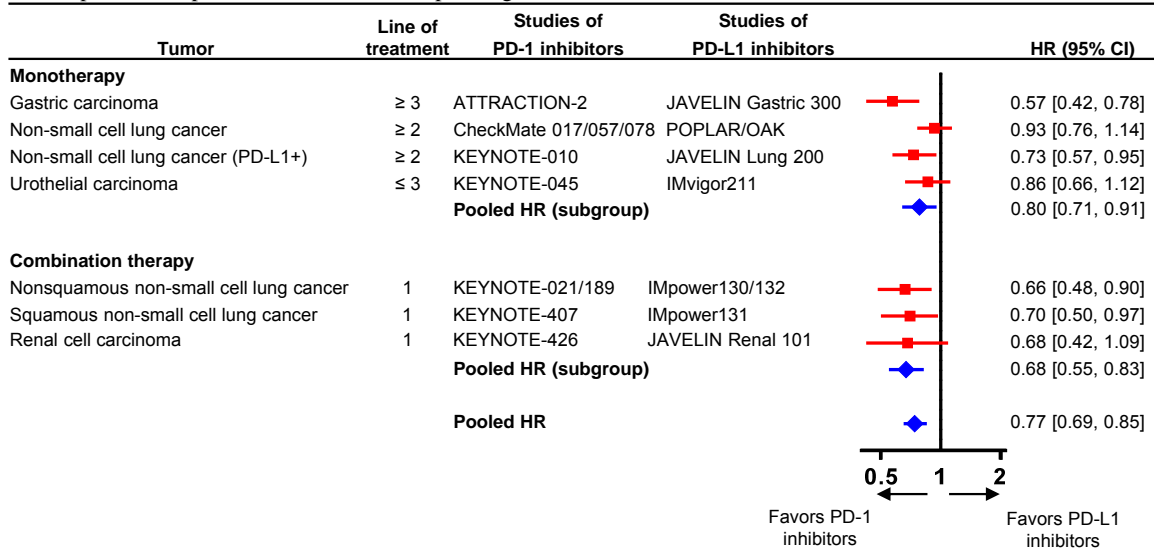 Line of treatment Studies of PD-1 inhibitors Studies of PD-L1 inhibitors
Tumor HR (95% CI)
Monotherapy
Gastric carcinoma ≥ 3 ATTRACTION-2 JAVELIN Gastric 300 0.57 [0.42, 0.78]
Non-small cell lung cancer ≥ 2 CheckMate 017/057/078 POPLAR/OAK 0.93 [0.76, 1.14]
Non-small cell lung cancer (PD-L1+) ≥ 2 KEYNOTE-010 JAVELIN Lung 200 0.73 [0.57, 0.95]
Urothelial carcinoma ≤ 3 KEYNOTE-045 IMvigor211 0.86 [0.66, 1.12]
Pooled HR (subgroup) 0.80 [0.71, 0.91]
Combination therapy
Nonsquamous non-small cell lung cancer 1 KEYNOTE-021/189 IMpower130/132 0.66 [0.48, 0.90]
Squamous non-small cell lung cancer 1 KEYNOTE-407 IMpower131 0.70 [0.50, 0.97]
Renal cell carcinoma 1 KEYNOTE-426 JAVELIN Renal 101 0.68 [0.42, 1.09]
Pooled HR (subgroup) 0.68 [0.55, 0.83]
Pooled HR 0.77 [0.69, 0.85]
0.5 1 2
Favors PD-1 Favors PD-L1
inhibitors inhibitors